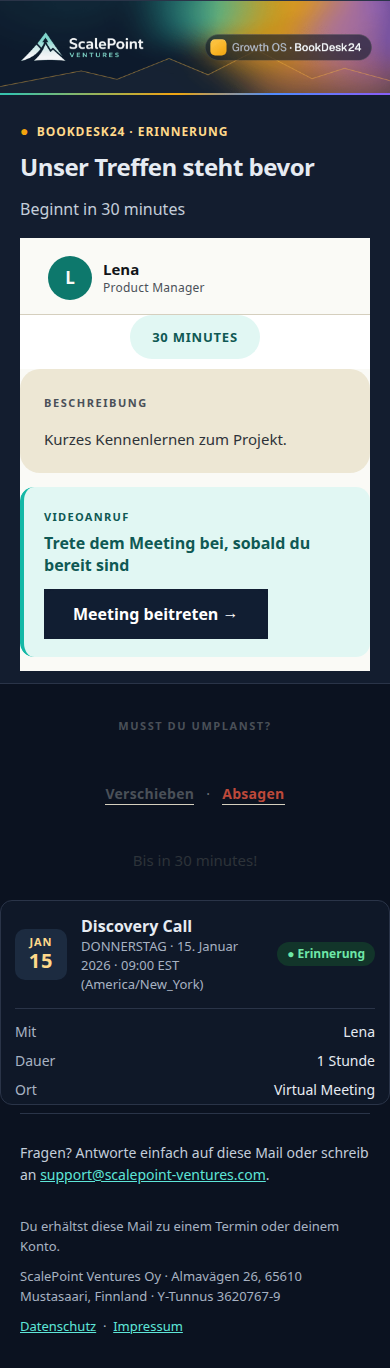 ScalePoint
VENTURES
Growth OS · BookDesk24
● BOOKDESK24 · ERINNERUNG
Unser Treffen steht bevor
Beginnt in 30 minutes
L
Lena
Product Manager
30 MINUTES
BESCHREIBUNG
Kurzes Kennenlernen zum Projekt.
VIDEOANRUF
Trete dem Meeting bei, sobald du
bereit sind
Meeting beitreten →
MUSST DU UMPLANST?
Verschieben · Absagen
Bis in 30 minutes!
JAN
15
Discovery Call
DONNERSTAG · 15. Januar
2026 · 09:00 EST
(America/New_York)
● Erinnerung
Mit Lena
Dauer 1 Stunde
Ort Virtual Meeting
Fragen? Antworte einfach auf diese Mail oder schreib
an support@scalepoint-ventures.com.
Du erhältst diese Mail zu einem Termin oder deinem
Konto.
ScalePoint Ventures Oy · Almavägen 26, 65610
Mustasaari, Finnland · Y-Tunnus 3620767-9
Datenschutz · Impressum